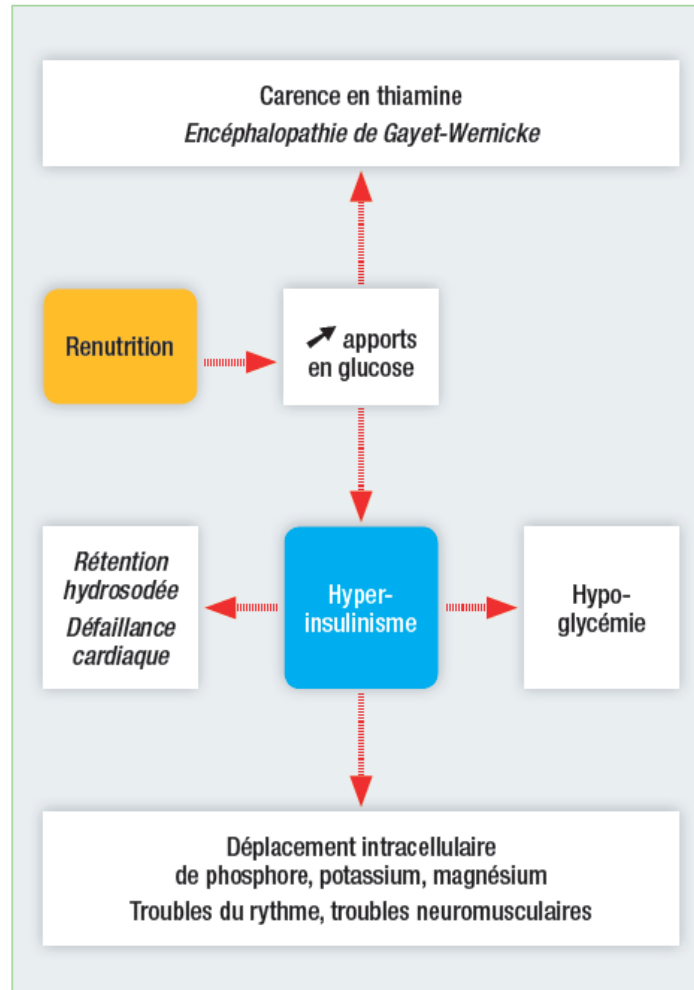 Carence en thiamine
Encéphalopathie de Gayet-Wernicke
Renutrition
➚ apports
en glucose
Rétention
hydrosodée
Défaillance
cardiaque
Hyper-
insulinisme
Hypo-
glycémie
Déplacement intracellulaire
de phosphore, potassium, magnésium
Troubles du rythme, troubles neuromusculaires